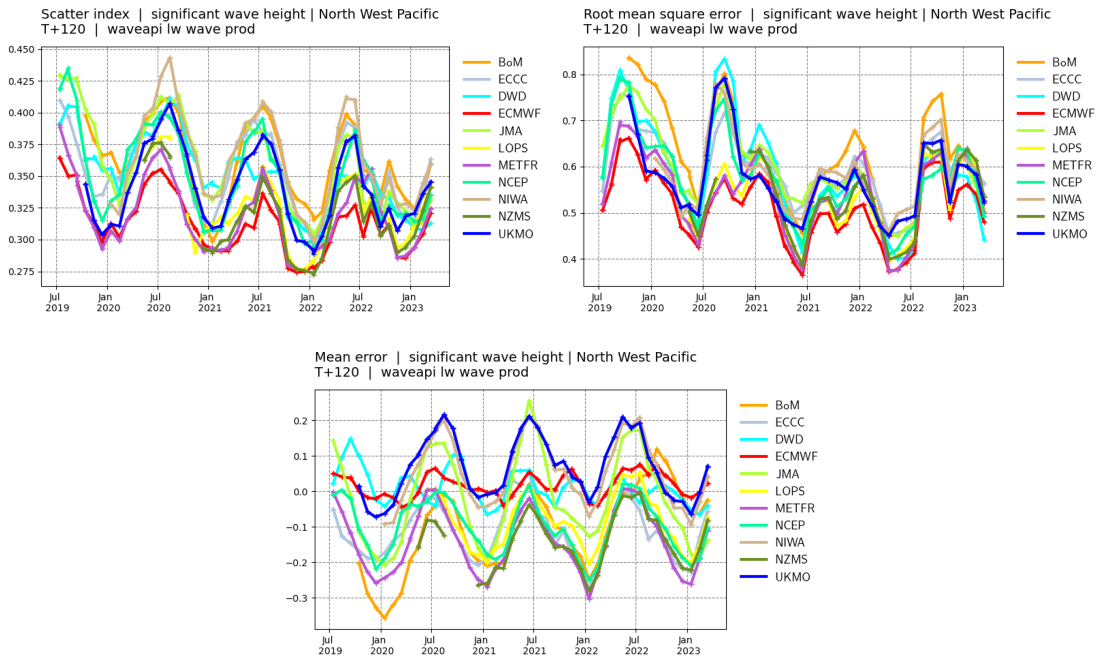 Scatter index | significant wave height | North West Pacific
T+120 | waveapi lw wave prod
0.450
0.425
0.400
0.375
0.350
0.325
0.300
0.275
Jul
2019
Jan
2020
Jul
2020
Jan
2021
Jul
2021
Jan
2022
Jul
2022
Jan
2023
BoM
ECCC
DWD
ECMWF
JMA
LOPS
METFR
NCEP
NIWA
NZMS
UKMO
Root mean square error | significant wave height | North West Pacific
T+120 | waveapi lw wave prod
0.8
0.7
0.6
0.5
0.4
Jul
2019
Jan
2020
Jul
2020
Jan
2021
Jul
2021
Jan
2022
Jul
2022
Jan
2023
BoM
ECCC
DWD
ECMWF
JMA
LOPS
METFR
NCEP
NIWA
NZMS
UKMO
Mean error | significant wave height | North West Pacific
T+120 | waveapi lw wave prod
0.2
0.1
0.0
−0.1
−0.2
−0.3
Jul
2019
Jan
2020
Jul
2020
Jan
2021
Jul
2021
Jan
2022
Jul
2022
Jan
2023
BoM
ECCC
DWD
ECMWF
JMA
LOPS
METFR
NCEP
NIWA
NZMS
UKMO